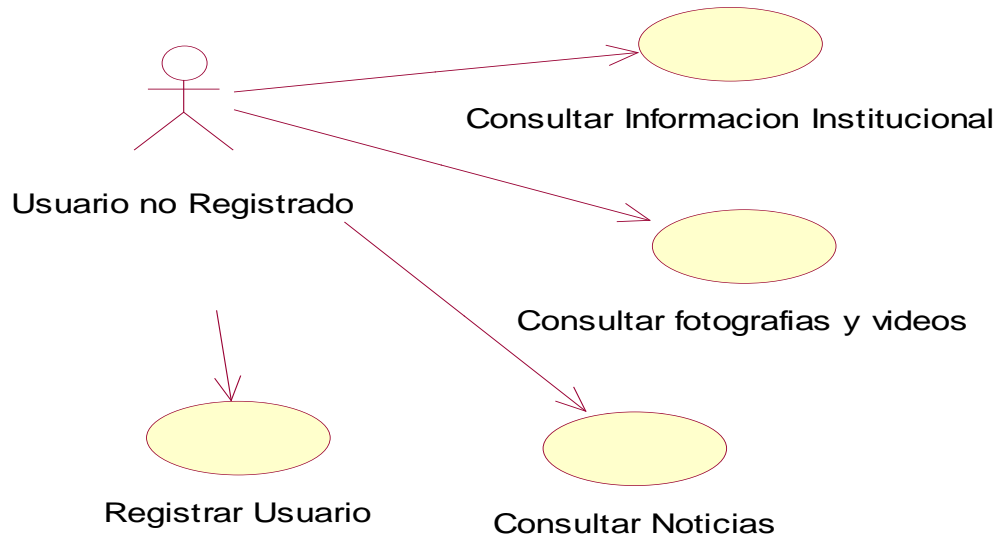 Consultar Informacion Institucional
Usuario no Registrado
Consultar fotografias y videos
Registrar Usuario
Consultar Noticias